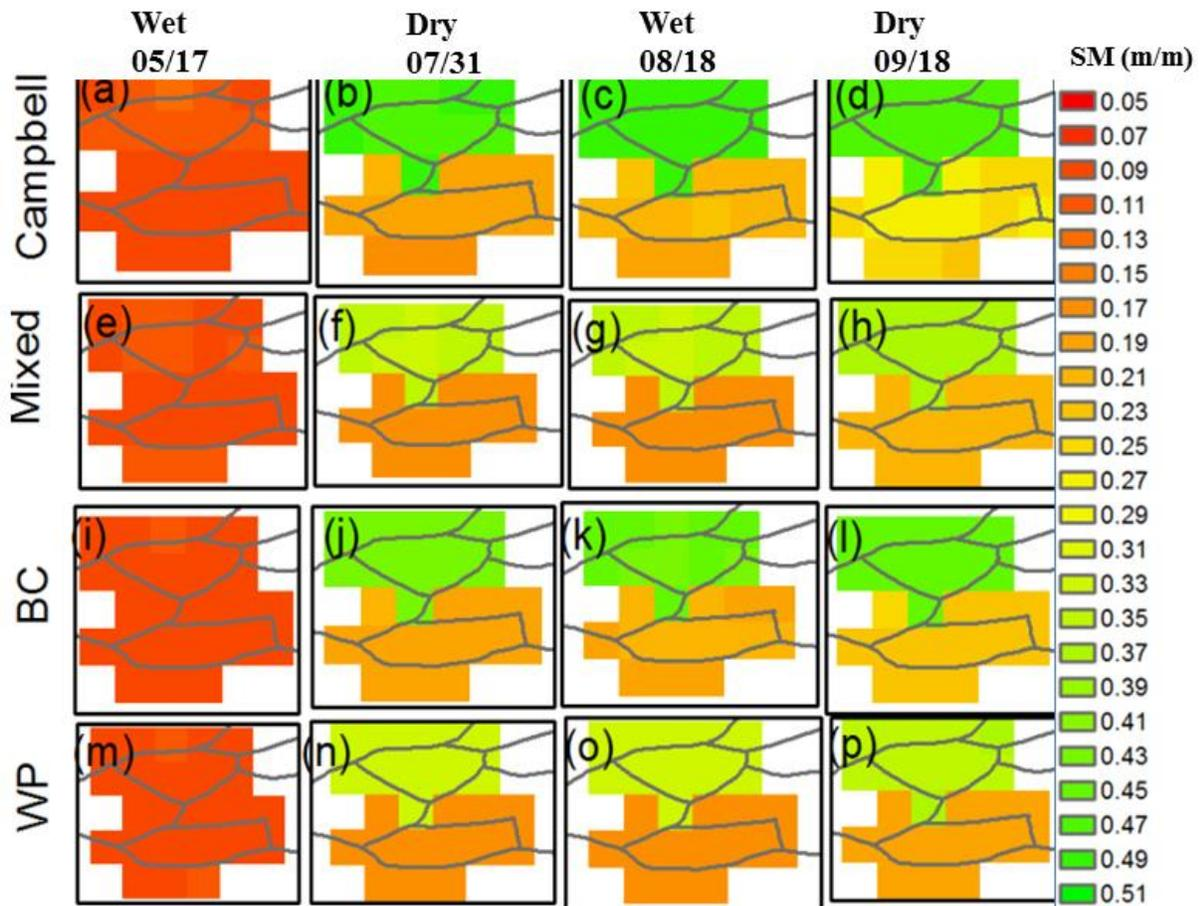 Wet Dry Wet Dry
05/17 07/31 08/18 09/18
SM (m/m)
Campbell
(a) (b) (c) (d)
Mixed
(e) (f) (g) (h)
BC
(i) (j) (k) (l)
WP
(m) (n) (o) (p)
0.05
0.07
0.09
0.11
0.13
0.15
0.17
0.19
0.21
0.23
0.25
0.27
0.29
0.31
0.33
0.35
0.37
0.39
0.41
0.43
0.45
0.47
0.49
0.51